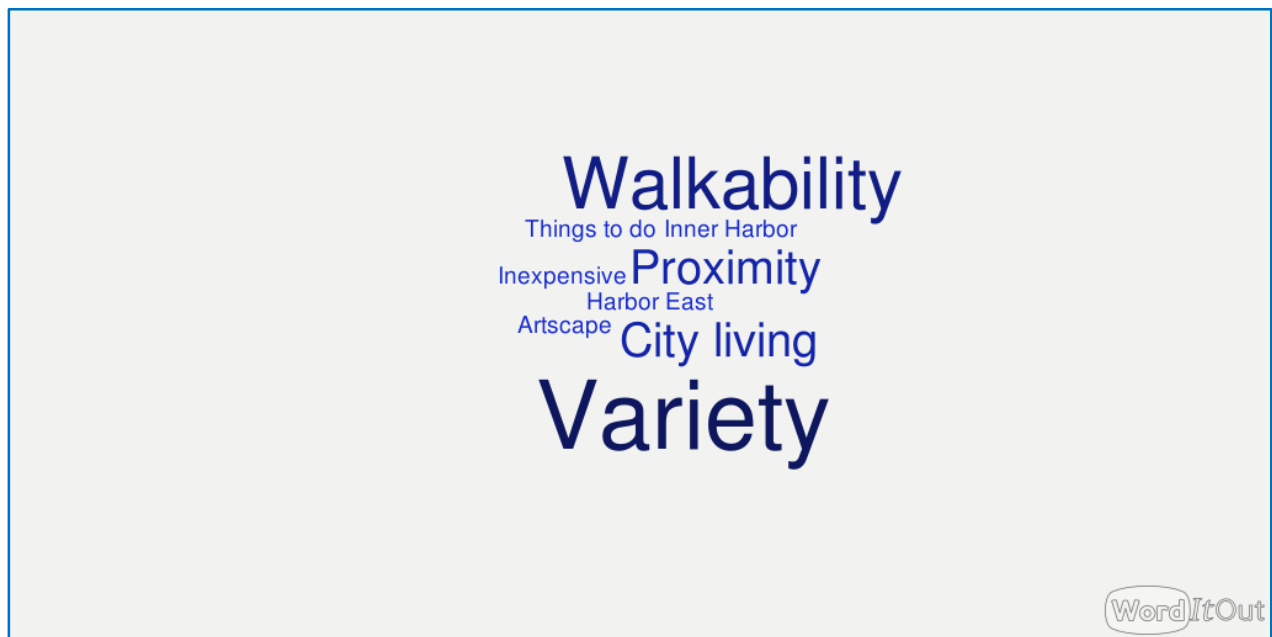 Walkability
Things to do Inner Harbor
Inexpensive Proximity
Harbor East
Artscape City living
Variety
WordItOut